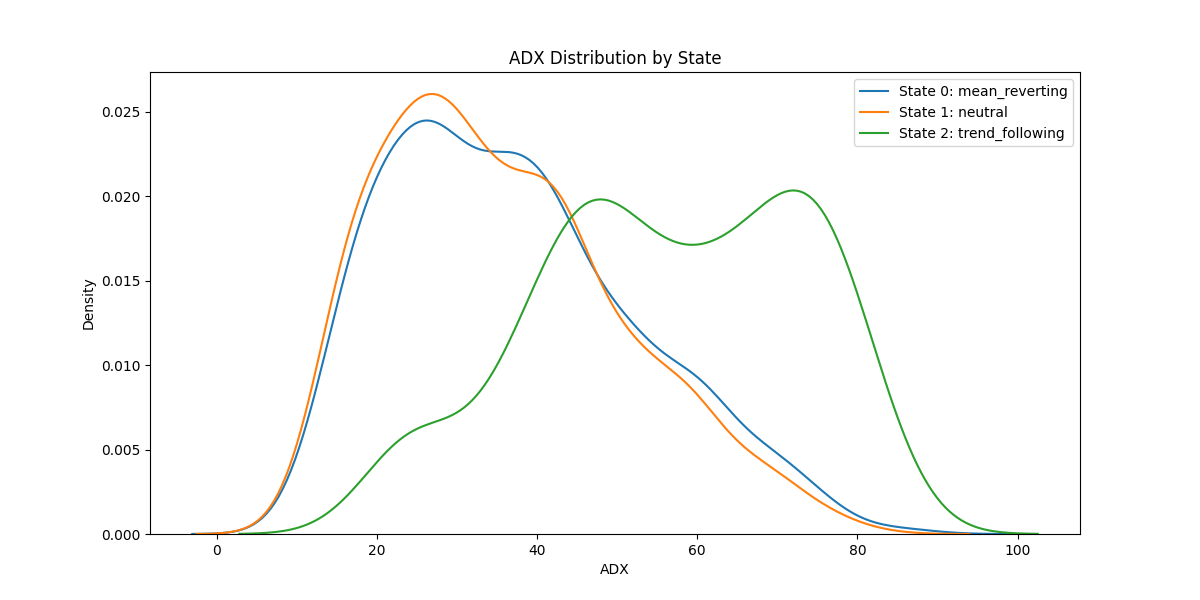 ADX Distribution by State
State 0: mean_reverting
State 1: neutral
State 2: trend_following
Density
0.025
0.020
0.015
0.010
0.005
0.000
0 20 40 60 80 100
ADX